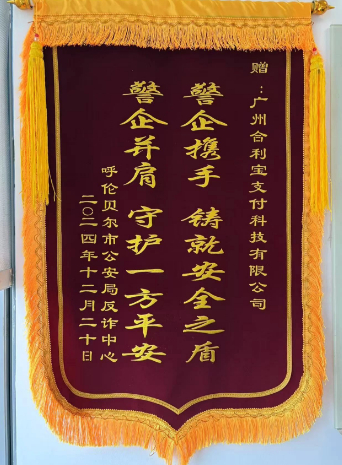 赠：广州合利宝支付科技有限公司
警企携手 铸就安全之盾
警企并肩 守护一方平安
呼伦贝尔市公安局反诈中心
二〇二四年十二月二十日